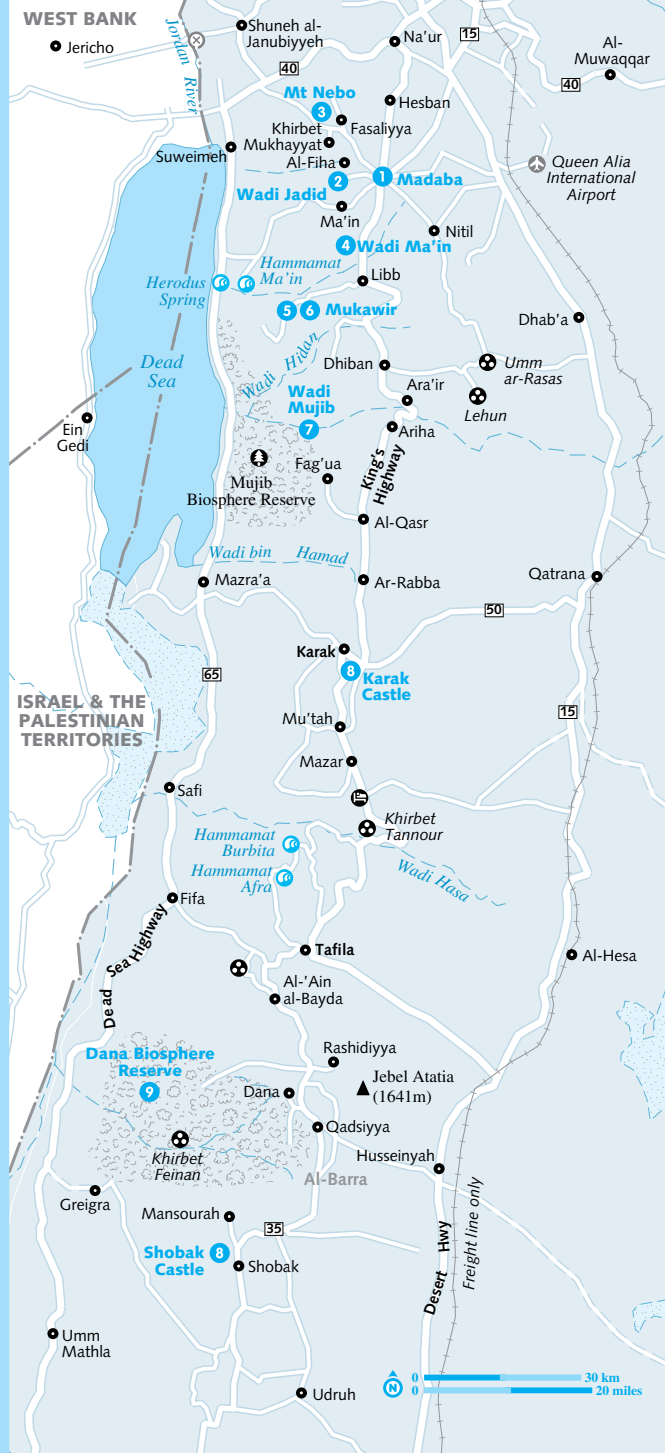 WEST BANK
Jericho
Jordan
River
Shuneh al-
Janubiyyeh
Na'ur
15
Al-
Muwaqqar
40
40
Mt Nebo
3
Hesban
Khirbet
Mukhayyat
Fasaliyya
Suweimeh
Al-Fiha
2
1
Madaba
Queen Alia
International
Airport
Wadi Jadid
Ma'in
Nitil
4
Wadi Ma'in
Herodus
Spring
Hammamat
Ma'in
Libb
5
6
Mukawir
Dhab'a
Dead
Sea
Wadi Hidan
Dhiban
Umm
ar-Rasas
Wadi
Mujib
7
Ara'ir
Lehun
Ein
Gedi
Ariha
King's
Highway
Fag'ua
Mujib
Biosphere Reserve
Al-Qasr
Wadi bin Hamad
Mazra'a
Ar-Rabba
Qatrana
50
Karak
8
Karak
Castle
65
ISRAEL & THE
PALESTINIAN
TERRITORIES
Mu'tah
15
Mazar
Safi
Khirbet
Tannour
Hammamat
Burbita
Hammamat
Afra
Wadi Hasa
Fifa
Dead Sea Highway
Tafila
Al-Hesa
Al-'Ain
al-Bayda
Dana Biosphere
Reserve
9
Rashidiyya
Jebel Atatia
(1641m)
Dana
Qadsiyya
Khirbet
Feinan
Husseinyah
Al-Barra
Greigra
Mansourah
35
Shobak
Castle
8
Shobak
Desert Hwy
Freight line only
Umm
Mathla
Udruh
N
0 30 km
0 20 miles